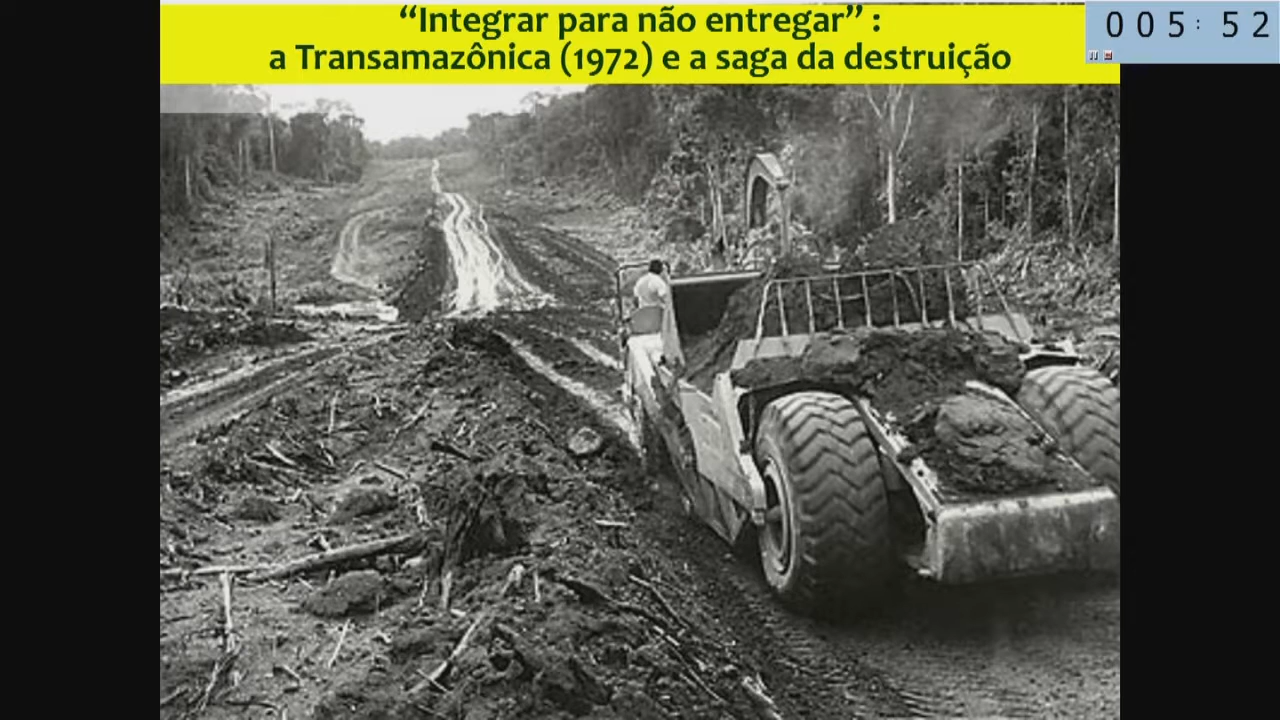 “Integrar para não entregar” :
a Transamazônica (1972) e a saga da destruição
005:52